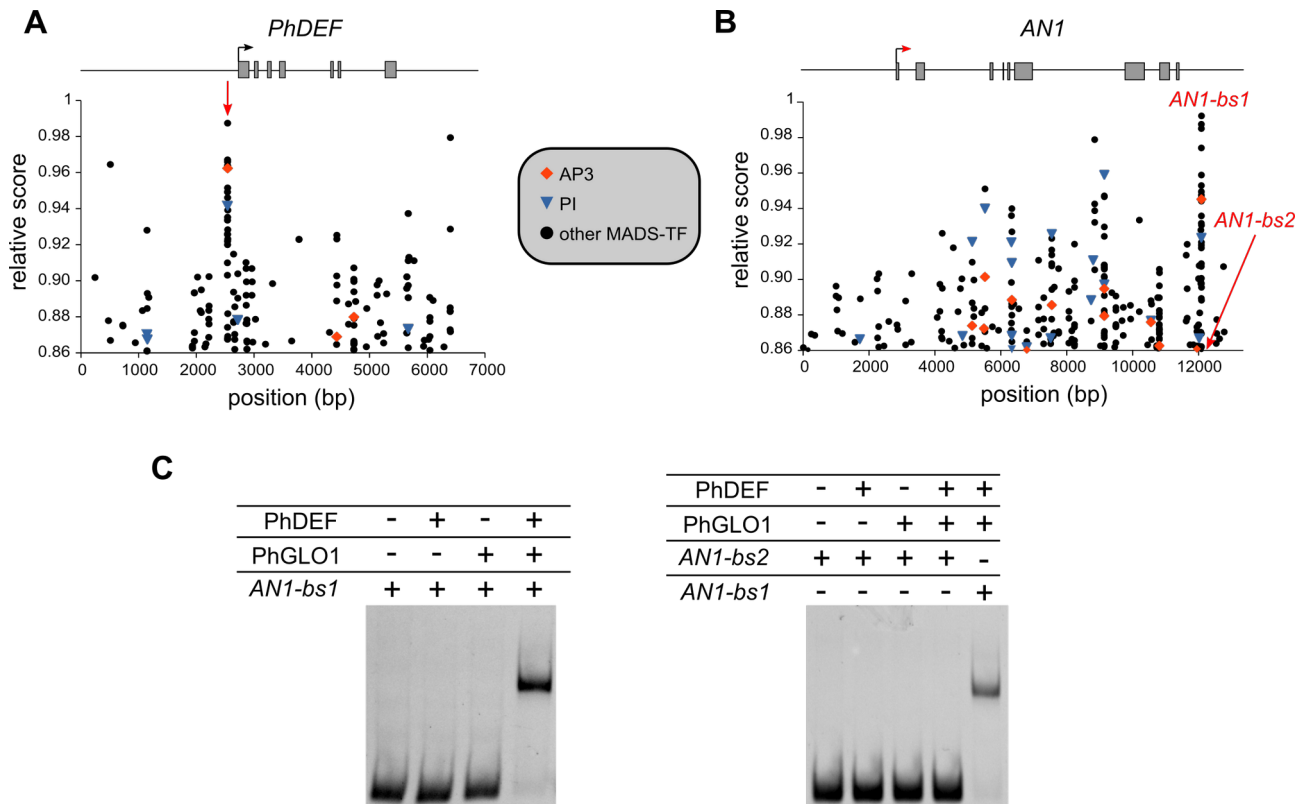 A
PhDEF
1
0.98
0.96
0.94
0.92
0.90
0.88
0.86
relative score
0 1000 2000 3000 4000 5000 6000 7000
position (bp)
AP3
PI
other MADS-TF
B
AN1
AN1-bs1
AN1-bs2
1
0.98
0.96
0.94
0.92
0.90
0.88
0.86
relative score
0 2000 4000 6000 8000 10000 12000
position (bp)
C
PhDEF - + - +
PhGLO1 - - + +
AN1-bs1 + + + +
PhDEF - + - + +
PhGLO1 - - + + +
AN1-bs2 + + + + -
AN1-bs1 - - - - +